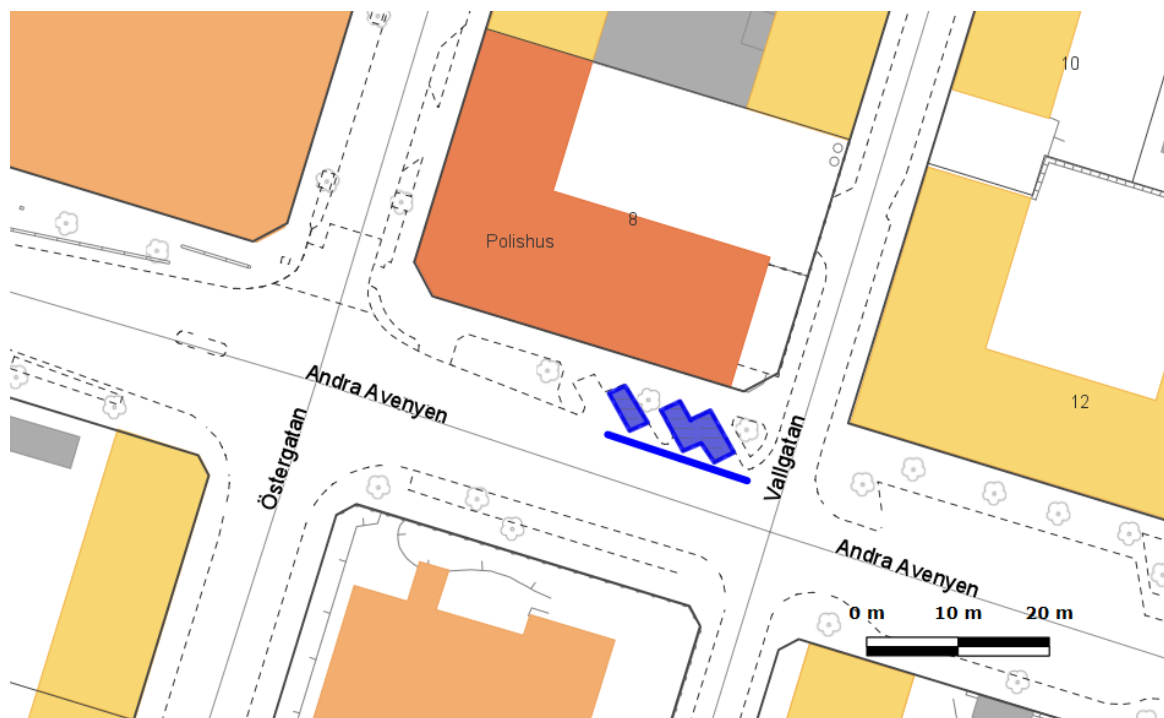 10
8
Polishus
Andra Avenyen
12
Östergatan
Vallgatan
Andra Avenyen
0 m 10 m 20 m